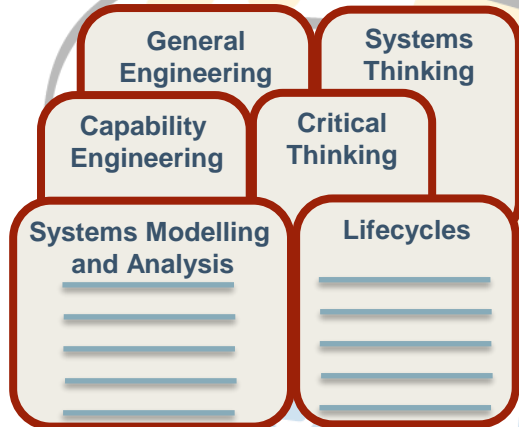 General
Engineering
Systems
Thinking
Capability
Engineering
Critical
Thinking
Systems Modelling
and Analysis
Lifecycles